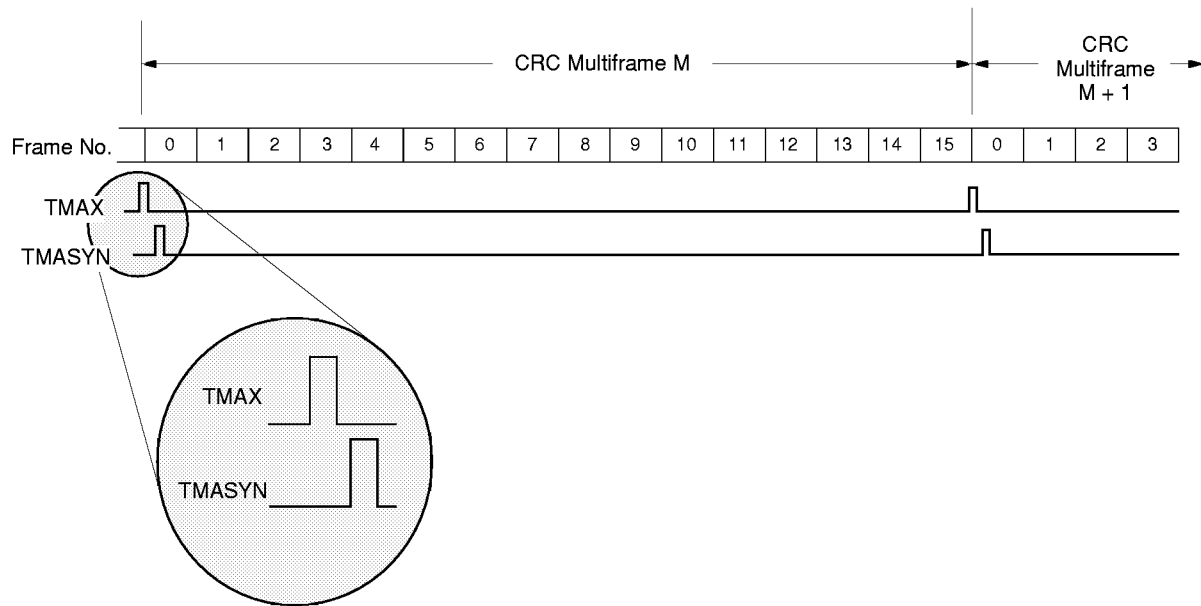 CRC Multiframe M
CRC
Multiframe
M + 1
Frame No. 0 1 2 3 4 5 6 7 8 9 10 11 12 13 14 15 0 1 2 3
TMAX
TMASYN
TMAX
TMASYN